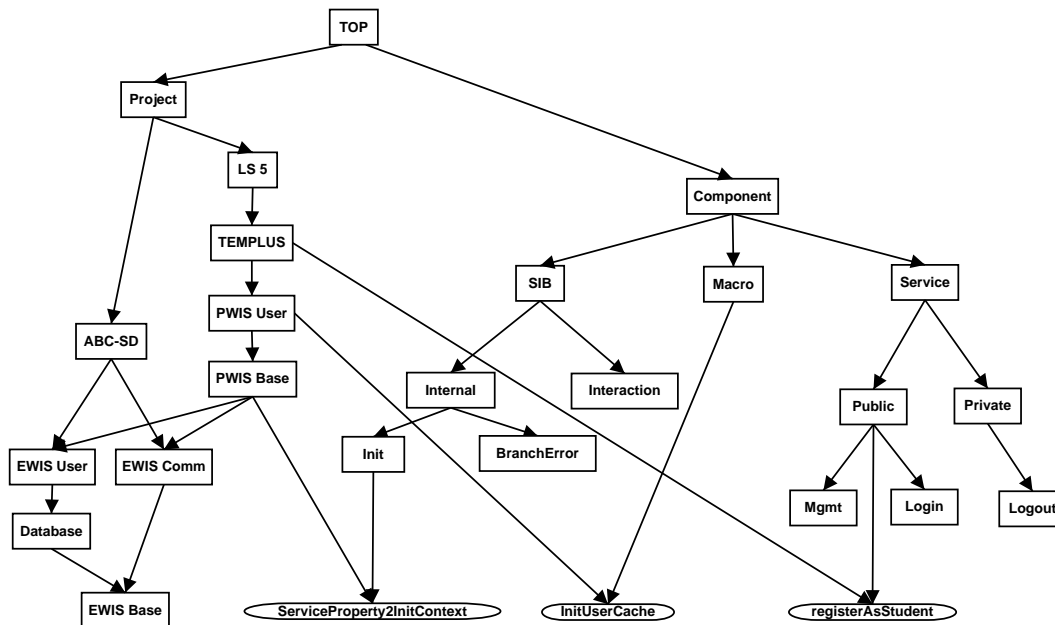 TOP
Project
LS 5
Component
TEMPLUS
SIB
Macro
Service
PWIS User
ABC-SD
PWIS Base
Internal
Interaction
Public
Private
EWIS User
EWIS Comm
Init
BranchError
Mgmt
Login
Logout
Database
EWIS Base
ServiceProperty2InitContext
InitUserCache
registerAsStudent